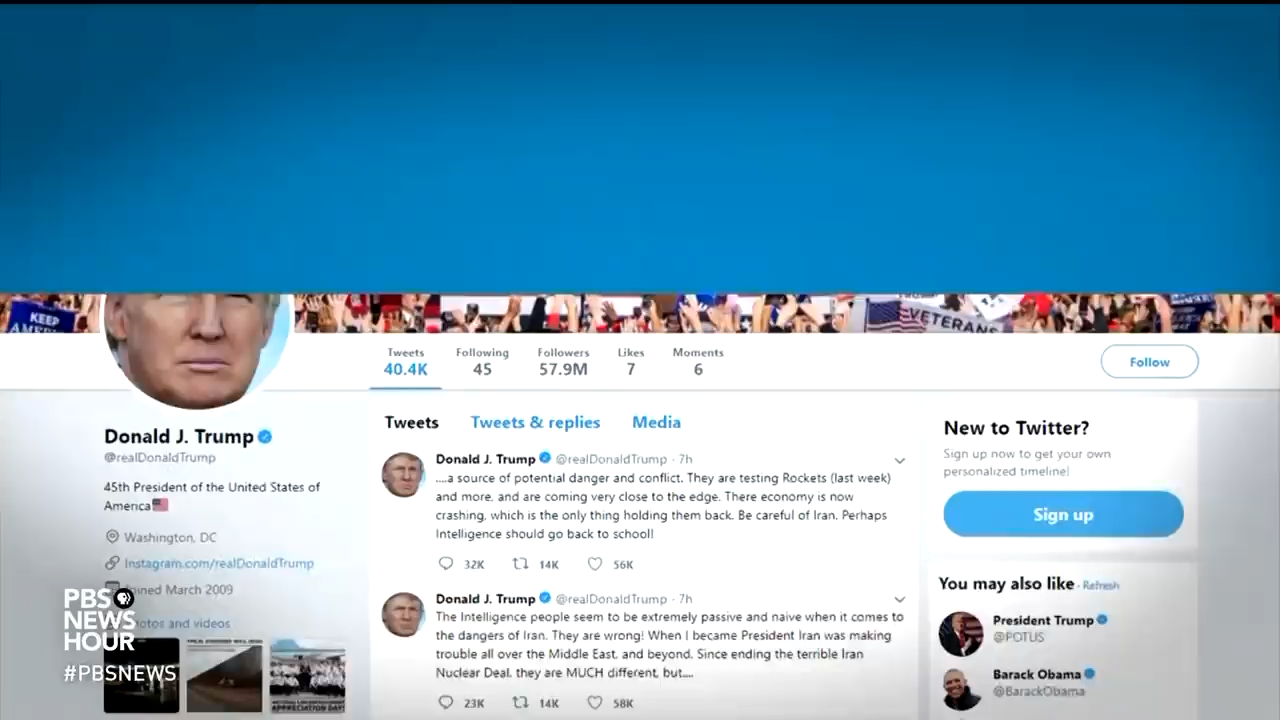 KEEP
AMERI
VETERANS
Tweets
40.4K
Following
45
Followers
57.9M
Likes
7
Moments
6
Follow
Donald J. Trump
@realDonaldTrump
45th President of the United States of
America
Washington, DC
Instagram.com/realDonaldTrump
Joined March 2009
Photos and videos
Tweets
Tweets & replies
Media
Donald J. Trump @realDonaldTrump · 7h
....a source of potential danger and conflict. They are testing Rockets (last week)
and more, and are coming very close to the edge. There economy is now
crashing, which is the only thing holding them back. Be careful of Iran. Perhaps
Intelligence should go back to school!
32K
14K
56K
Donald J. Trump @realDonaldTrump · 7h
The Intelligence people seem to be extremely passive and naive when it comes to
the dangers of Iran. They are wrong! When I became President Iran was making
trouble all over the Middle East, and beyond. Since ending the terrible Iran
Nuclear Deal, they are MUCH different, but....
23K
14K
58K
New to Twitter?
Sign up now to get your own
personalized timeline!
Sign up
You may also like · Refresh
President Trump
@POTUS
Barack Obama
@BarackObama
PBS
NEWS
HOUR
#PBSNEWS
APPRECIATION DAY!